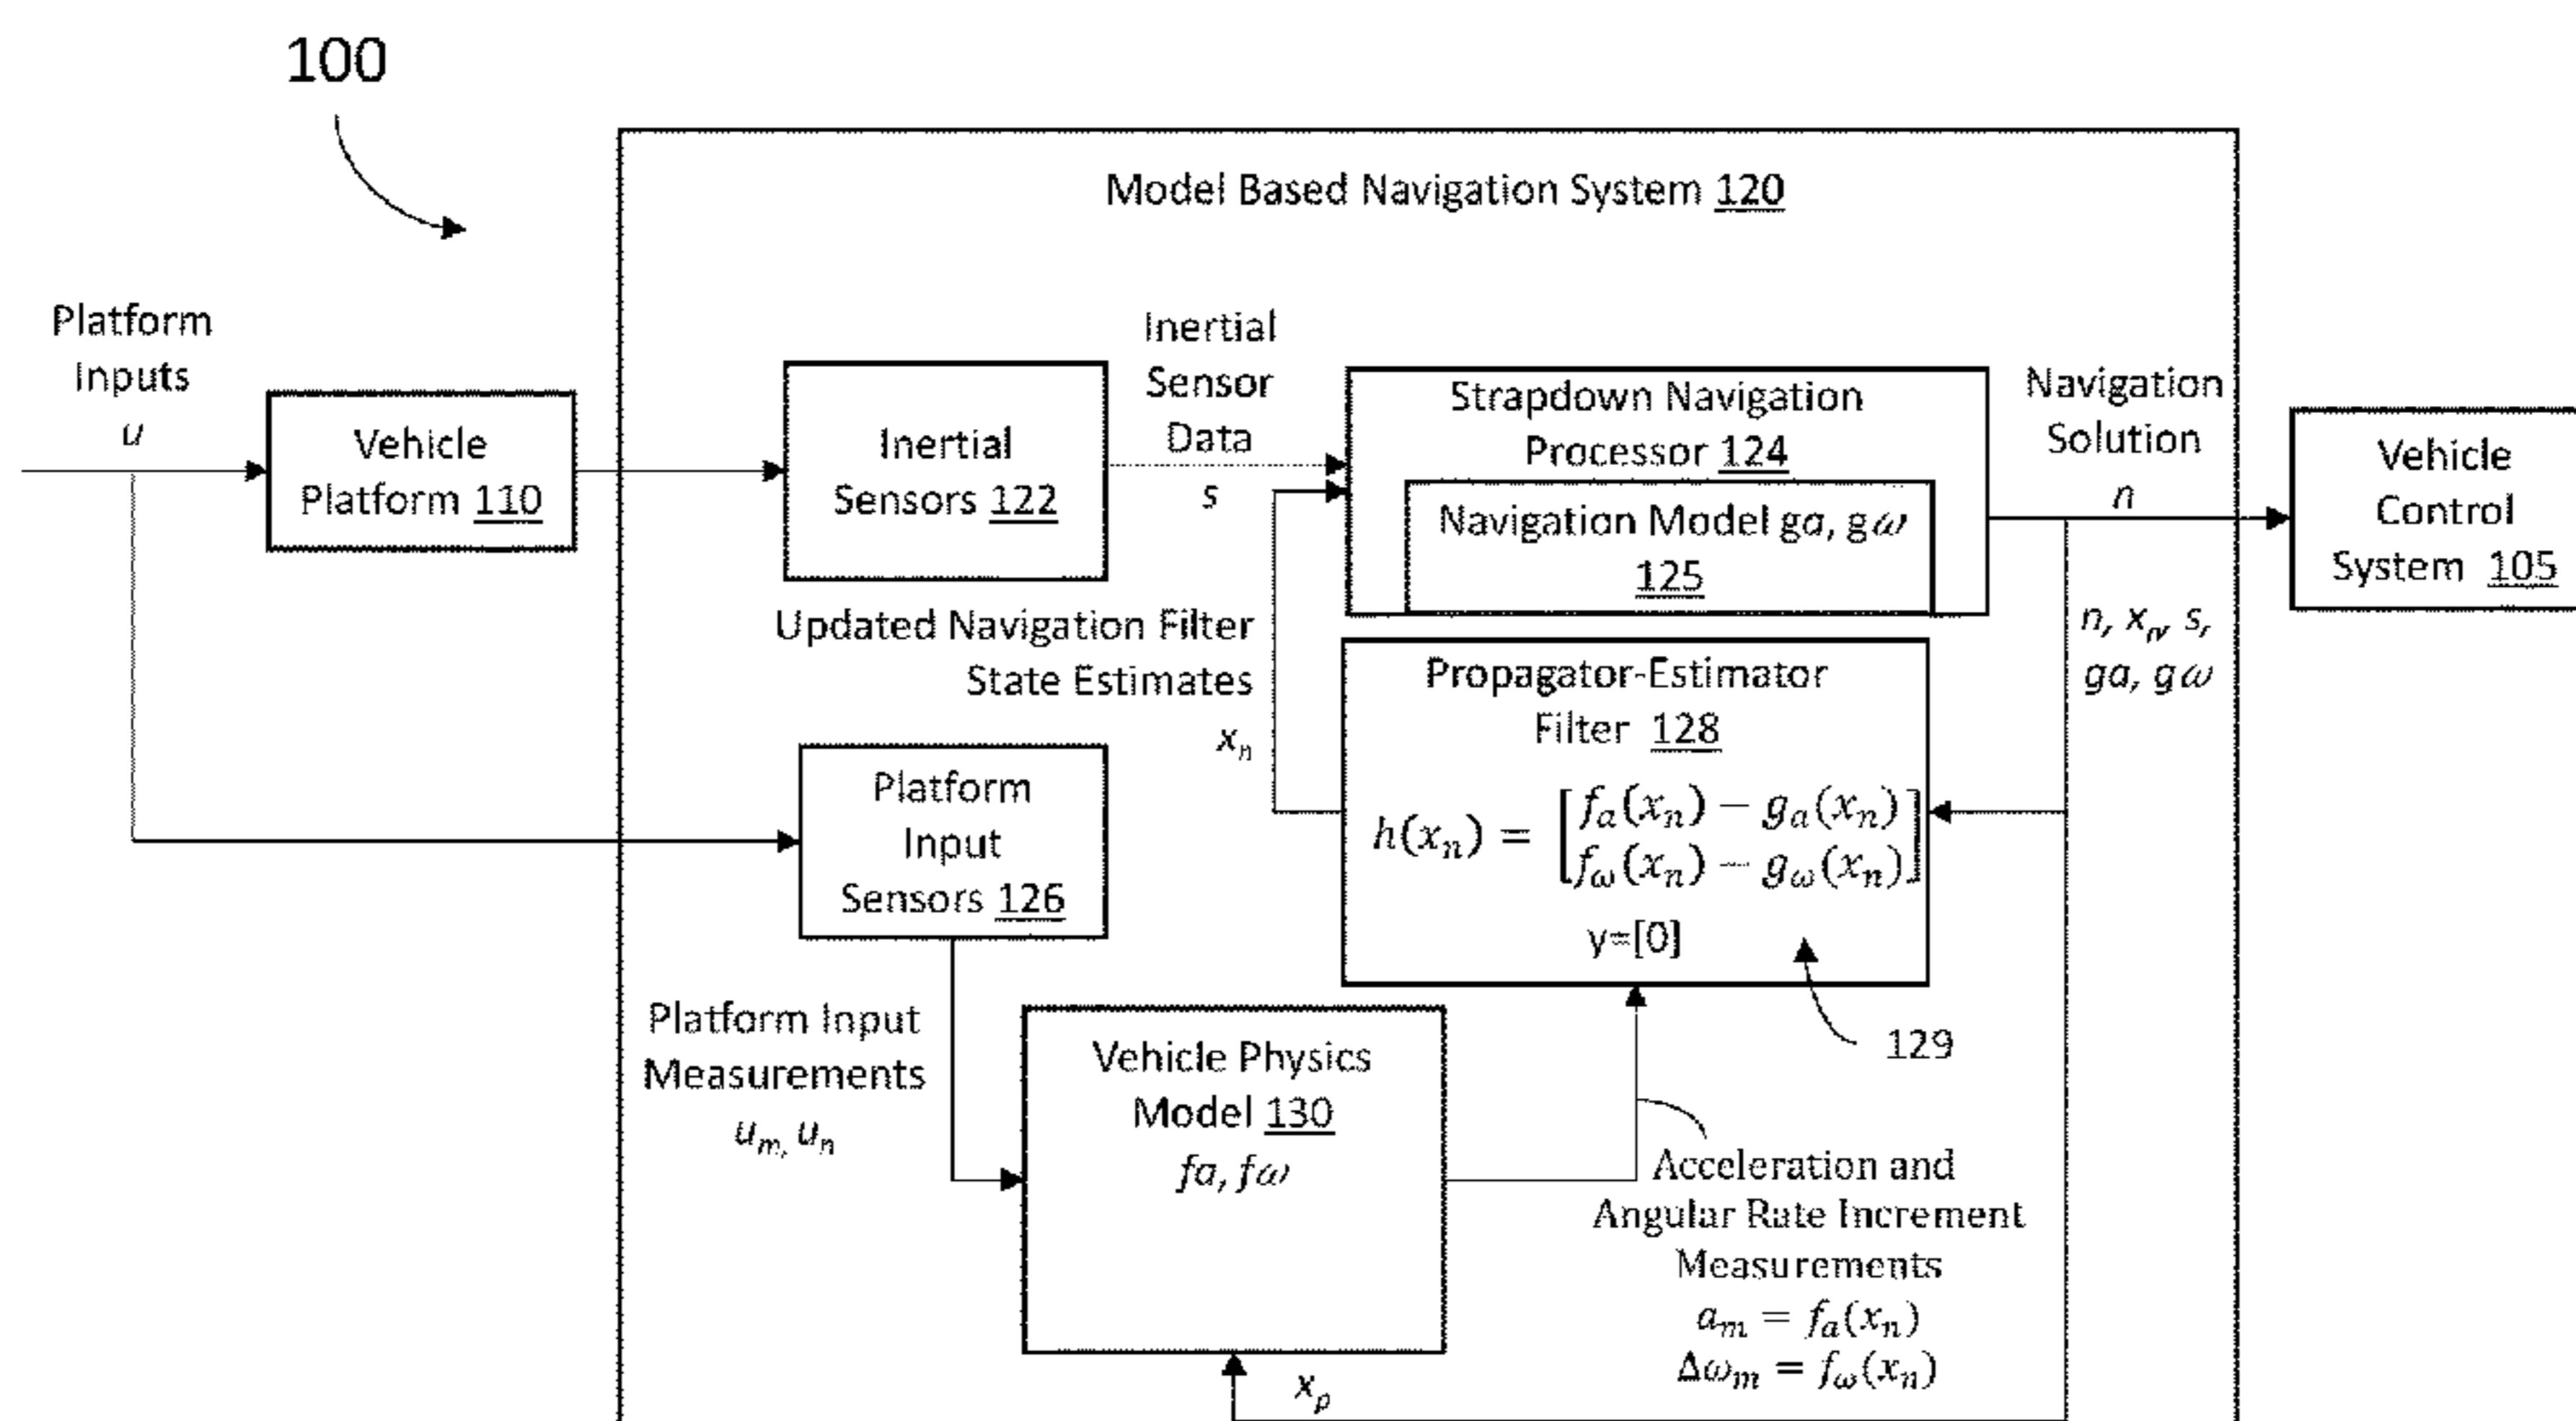 100
Model Based Navigation System 120
Platform
Inputs
u
Vehicle
Platform 110
Inertial
Sensors 122
Inertial
Sensor
Data
s
Strapdown Navigation
Processor 124
Navigation Model ga, gω
125
Navigation
Solution
n
Vehicle
Control
System 105
n, xₙ, s,
ga, gω
Updated Navigation Filter
State Estimates
xₙ
Propagator-Estimator
Filter 128
h(xₙ) = [fₐ(xₙ) − gₐ(xₙ)
f_ω(xₙ) − g_ω(xₙ)]
y=[0]
129
Platform
Input
Sensors 126
Platform Input
Measurements
uₘ, uₙ
Vehicle Physics
Model 130
fa, fω
Acceleration and
Angular Rate Increment
Measurements
aₘ = fₐ(xₙ)
Δωₘ = f_ω(xₙ)
xₚ